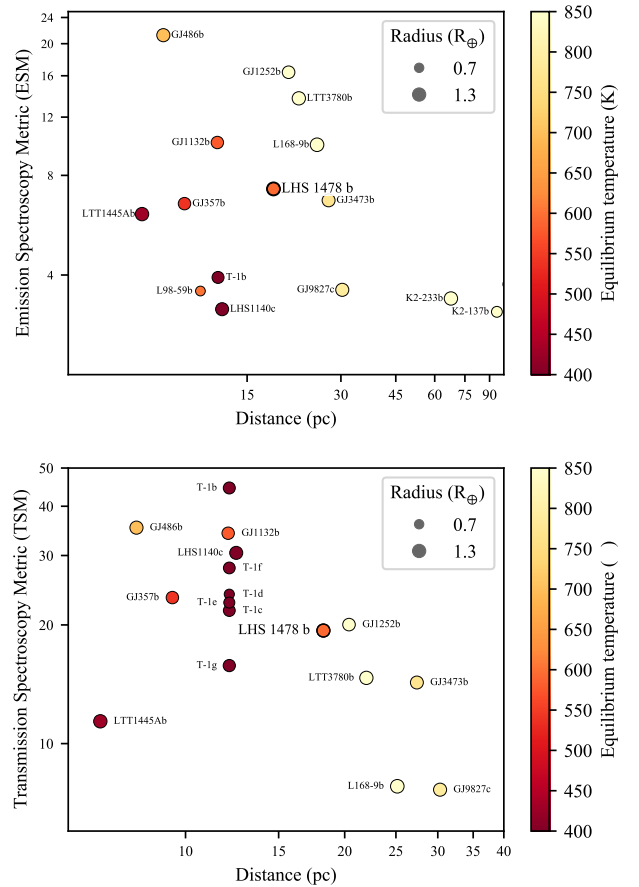 24
20
16
12
8
4
Emission Spectroscopy Metric (ESM)
GJ486b
GJ1252b
LTT3780b
GJ1132b
L168-9b
LHS 1478 b
GJ357b
GJ3473b
LTT1445Ab
T-1b
L98-59b
GJ9827c
LHS1140c
K2-233b
K2-137b
Radius (R⊕)
0.7
1.3
15
30
45
60
75
90
Distance (pc)
850
800
750
700
650
600
550
500
450
400
Equilibrium temperature (K)
50
40
30
20
10
Transmission Spectroscopy Metric (TSM)
T-1b
GJ486b
GJ1132b
LHS1140c
T-1f
GJ357b
T-1d
T-1e
T-1c
LHS 1478 b
GJ1252b
T-1g
LTT3780b
GJ3473b
LTT1445Ab
L168-9b
GJ9827c
Radius (R⊕)
0.7
1.3
10
15
20
25
30
35
40
Distance (pc)
850
800
750
700
650
600
550
500
450
400
Equilibrium temperature ( )